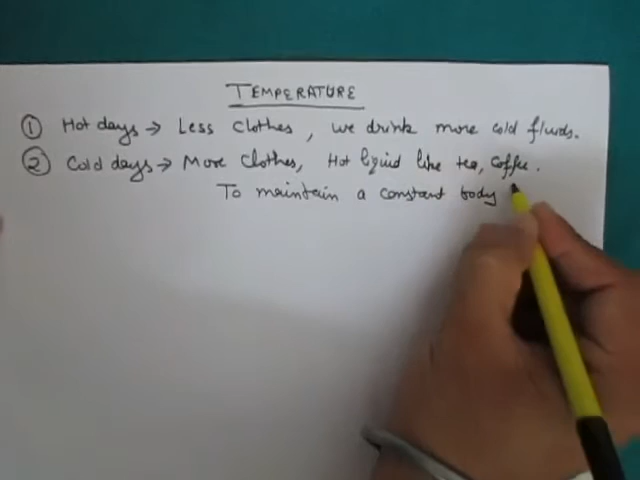 TEMPERATURE
① Hot days → Less clothes, we drink more cold fluids.
② Cold days → More clothes, Hot liquid like tea, coffee.
To maintain a constant body